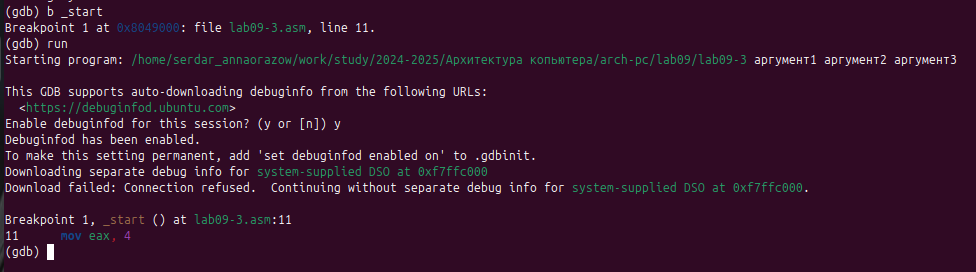 (gdb) b _start
Breakpoint 1 at 0x8049000: file lab09-3.asm, line 11.
(gdb) run
Starting program: /home/serdar_annaorazow/work/study/2024-2025/Архитектура копьютера/arch-pc/lab09/lab09-3 аргумент1 аргумент2 аргумент3
This GDB supports auto-downloading debuginfo from the following URLs:
<https://debuginfod.ubuntu.com>
Enable debuginfod for this session? (y or [n]) y
Debuginfod has been enabled.
To make this setting permanent, add 'set debuginfod enabled on' to .gdbinit.
Downloading separate debug info for system-supplied DSO at 0xf7ffc000
Download failed: Connection refused.  Continuing without separate debug info for system-supplied DSO at 0xf7ffc000.
Breakpoint 1, _start () at lab09-3.asm:11
11      mov eax, 4
(gdb)